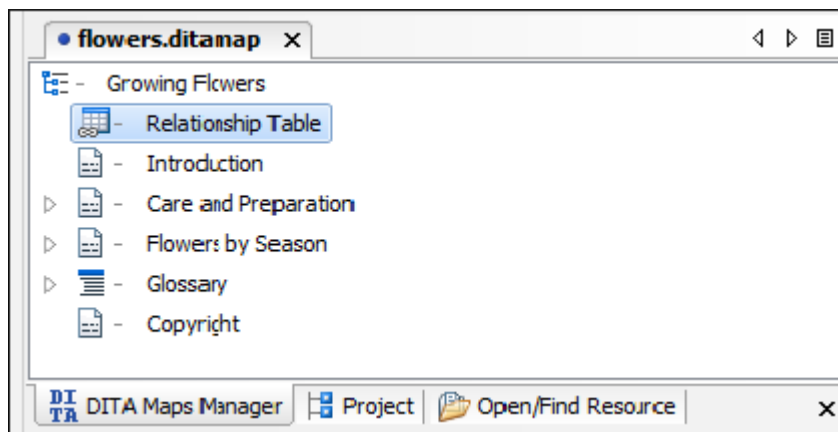 flowers.ditamap
Growing Flowers
Relationship Table
Introduction
Care and Preparation
Flowers by Season
Glossary
Copyright
DITA DITA Maps Manager Project Open/Find Resource